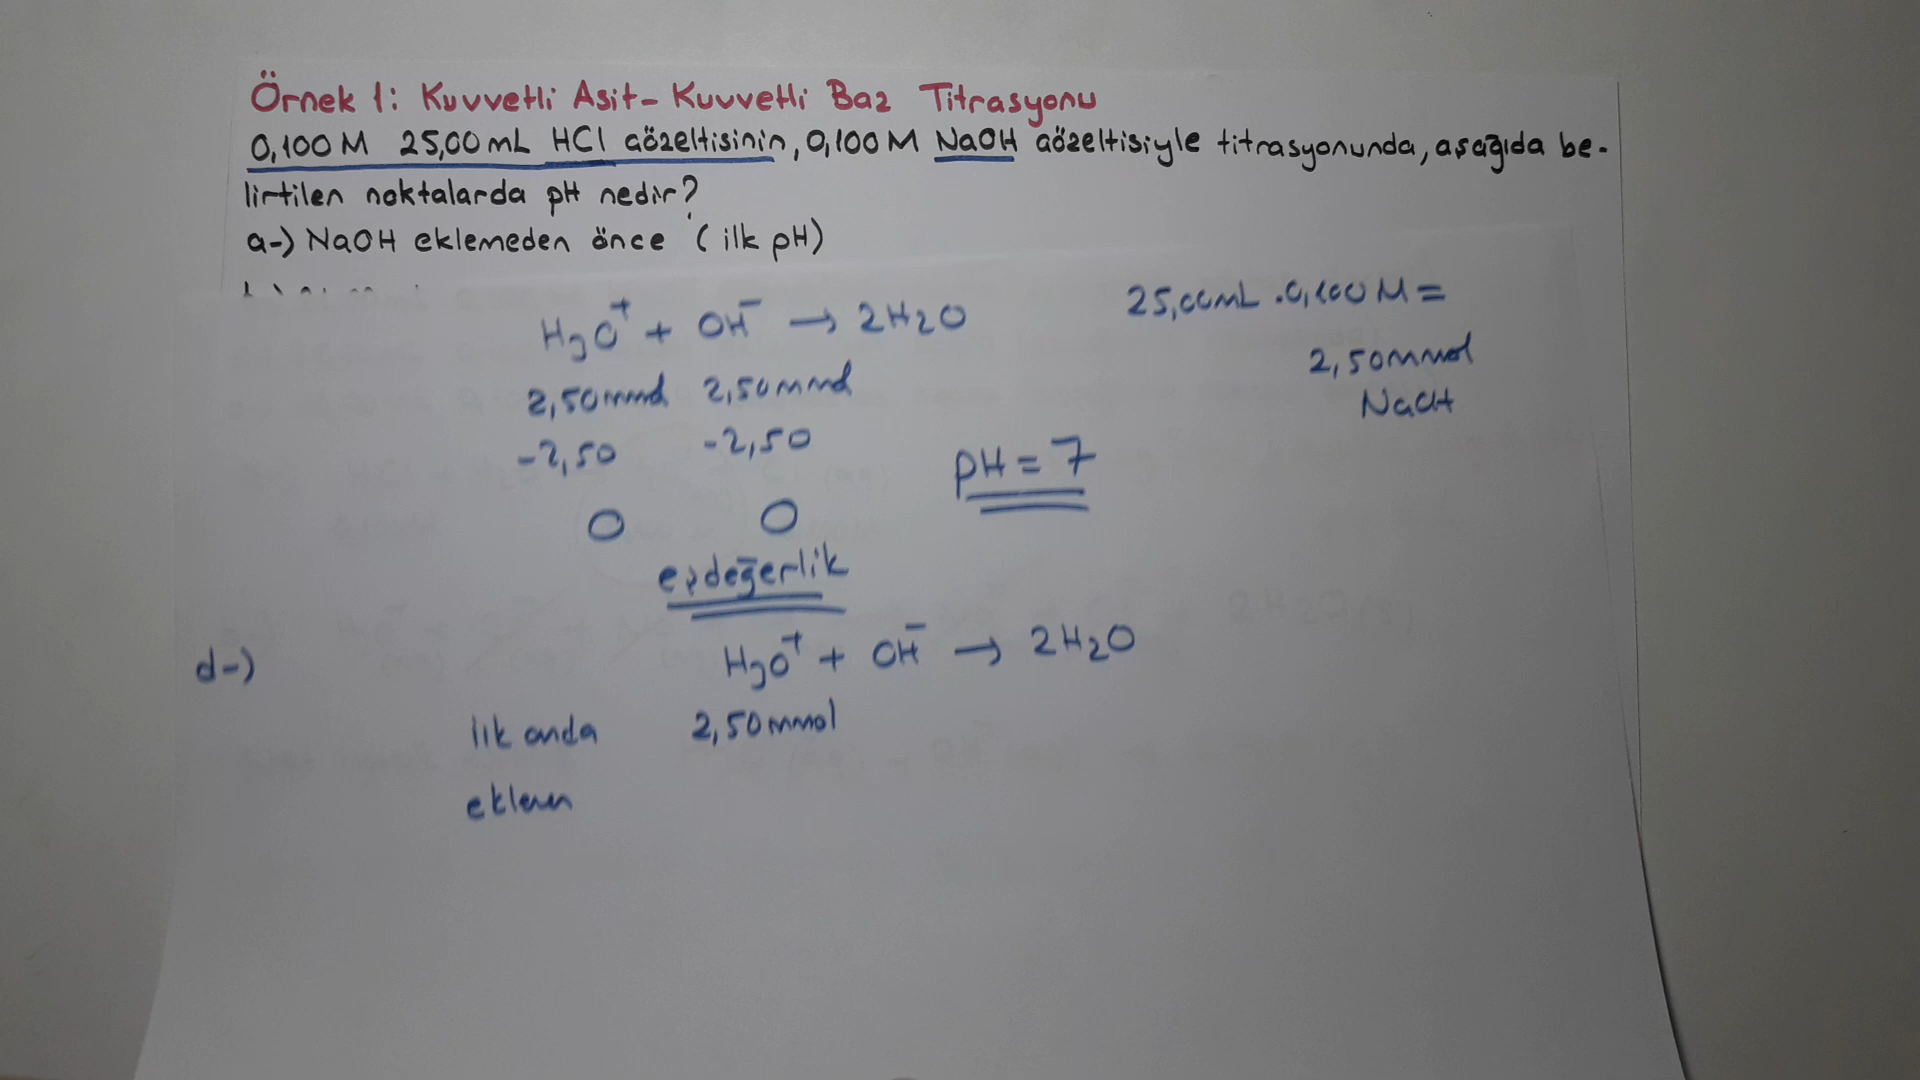 Örnek 1: Kuvvetli Asit- Kuvvetli Baz Titrasyonu
0,100 M 25,00 mL HCl çözeltisinin, 0,100 M NaOH çözeltisiyle titrasyonunda, aşağıda be-
lirtilen noktalarda pH nedir?
a-) NaOH eklemeden önce (ilk pH)
H3O+ + OH- → 2H2O
25,00mL .0,100 M =
2,50mmol
NaOH
2,50mmol 2,50mmol
-2,50 -2,50
pH = 7
0 0
eşdeğerlik
d-)
H3O+ + OH- → 2H2O
ilk anda 2,50mmol
eklenen